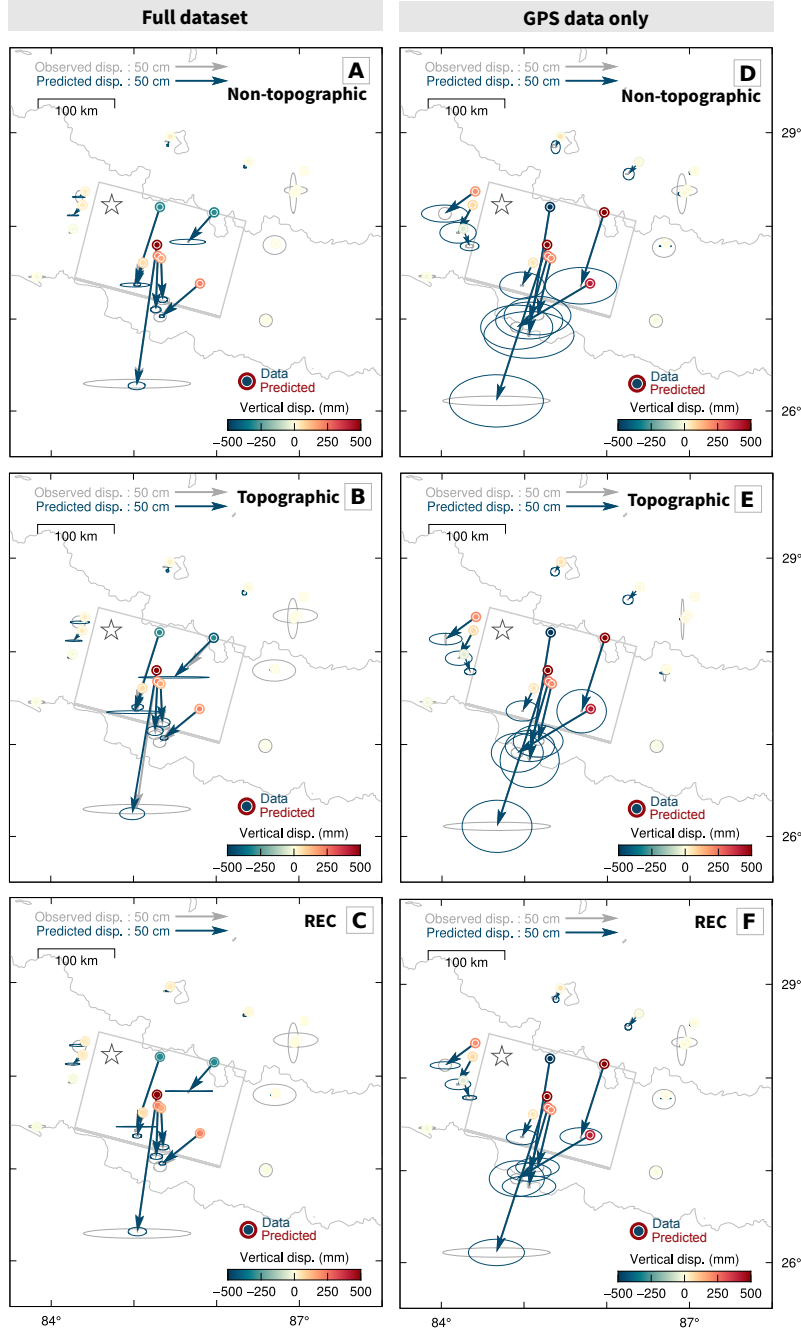 Full dataset
GPS data only
Observed disp. : 50 cm
Predicted disp. : 50 cm
A
Non-topographic
100 km
Data
Predicted
Vertical disp. (mm)
−500 −250 0 250 500
Observed disp. : 50 cm
Predicted disp. : 50 cm
D
Non-topographic
100 km
29°
Data
Predicted
Vertical disp. (mm)
−500 −250 0 250 500
26°
Observed disp. : 50 cm
Predicted disp. : 50 cm
Topographic B
100 km
Data
Predicted
Vertical disp. (mm)
−500 −250 0 250 500
Observed disp. : 50 cm
Predicted disp. : 50 cm
Topographic E
100 km
29°
Data
Predicted
Vertical disp. (mm)
−500 −250 0 250 500
26°
Observed disp. : 50 cm
Predicted disp. : 50 cm
REC C
100 km
Data
Predicted
Vertical disp. (mm)
−500 −250 0 250 500
84° 87°
Observed disp. : 50 cm
Predicted disp. : 50 cm
REC F
100 km
29°
Data
Predicted
Vertical disp. (mm)
−500 −250 0 250 500
26°
84° 87°